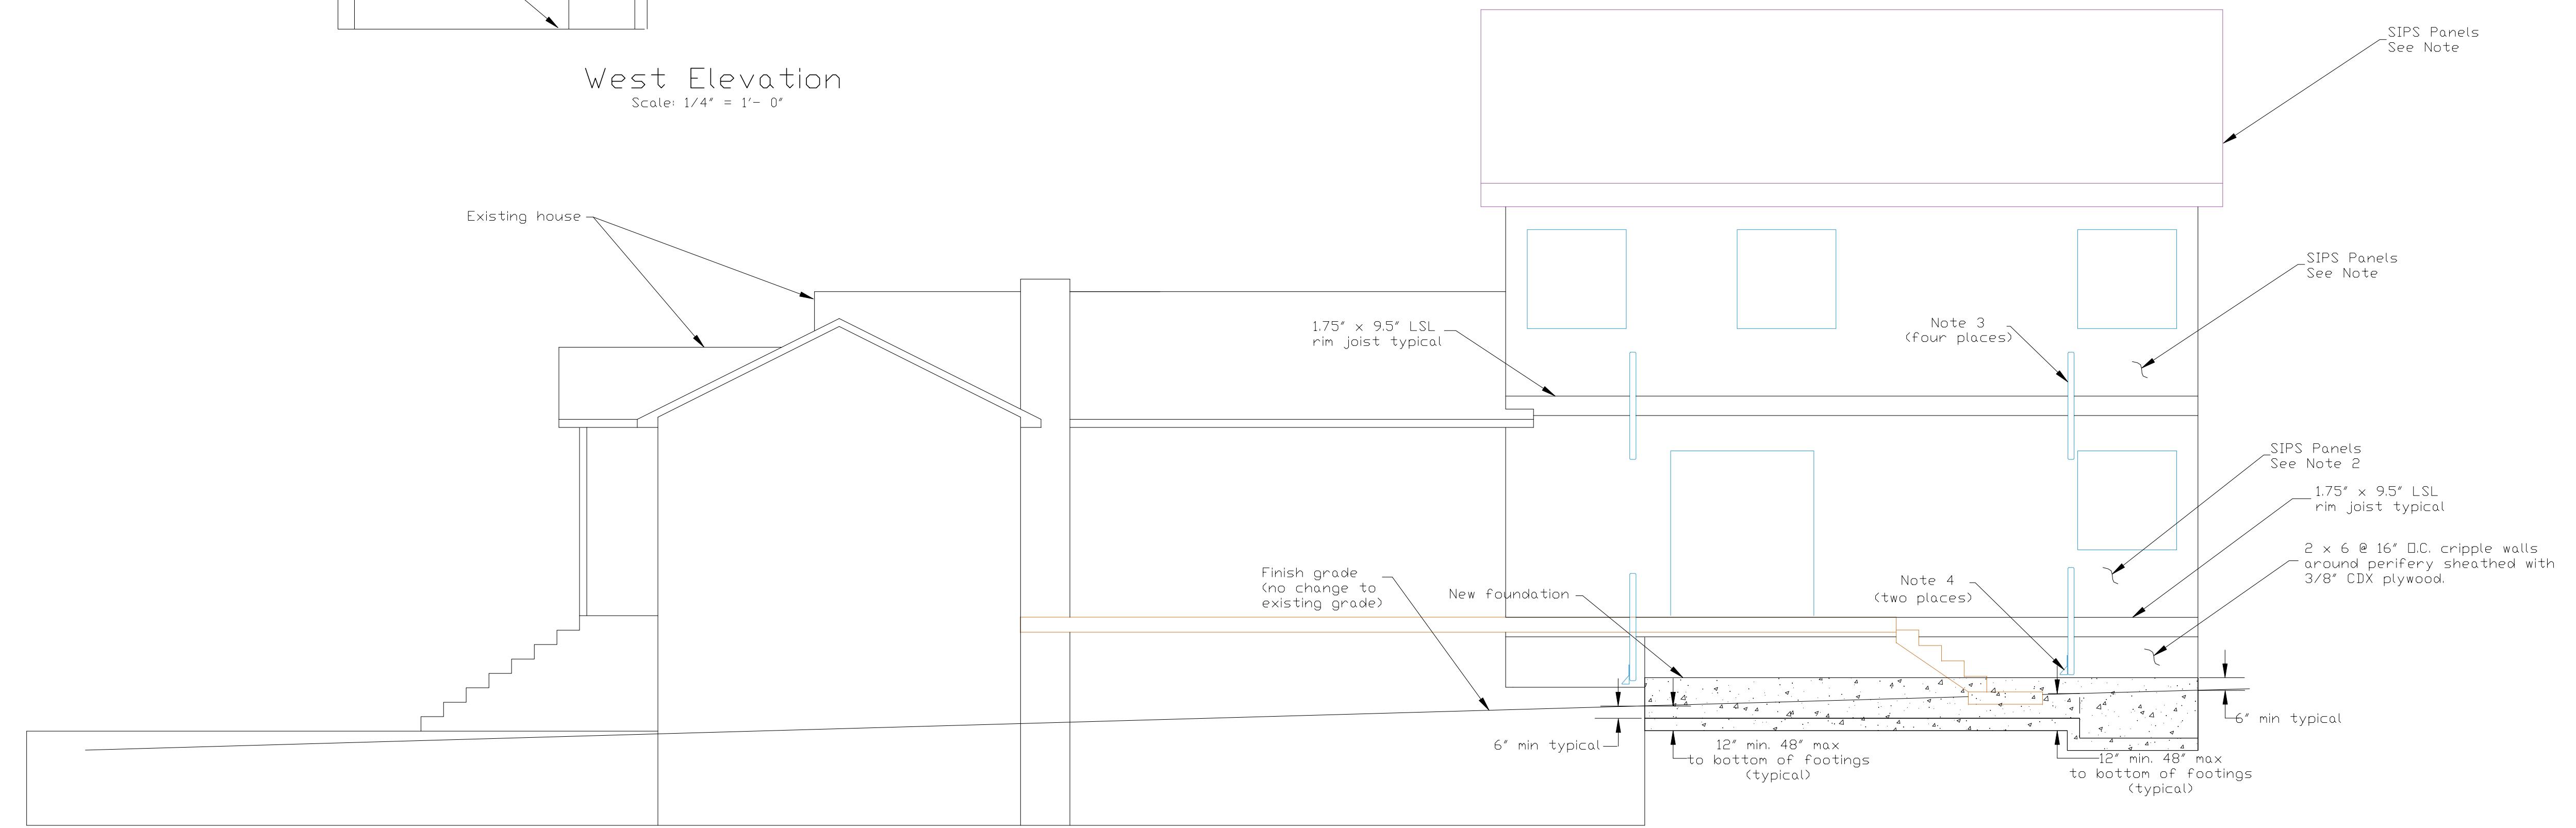 West Elevation
Scale: 1/4" = 1'- 0"
SIPS Panels
See Note
Existing house
SIPS Panels
See Note
1.75" x 9.5" LSL
rim joist typical
Note 3
(four places)
SIPS Panels
See Note 2
1.75" x 9.5" LSL
rim joist typical
2 x 6 @ 16" O.C. cripple walls
around perifery sheathed with
3/8" CDX plywood.
Finish grade
(no change to
existing grade)
New foundation
Note 4
(two places)
6" min typical
12" min. 48" max
to bottom of footings
(typical)
12" min. 48" max
to bottom of footings
(typical)
6" min typical